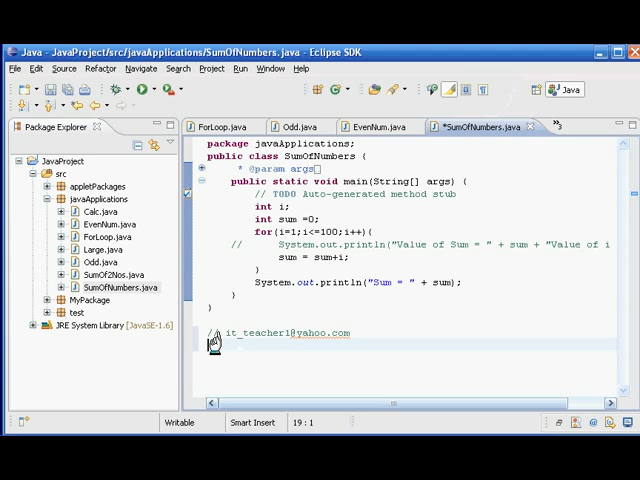 Java - JavaProject/src/javaApplications/SumOfNumbers.java - Eclipse SDK
File Edit Source Refactor Navigate Search Project Run Window Help
Java
Package Explorer
ForLoop.java Odd.java EvenNum.java *SumOfNumbers.java 3
JavaProject
src
appletPackages
javaApplications
Calc.java
EvenNum.java
ForLoop.java
Large.java
Odd.java
SumOf2Nos.java
SumOfNumbers.java
MyPackage
test
JRE System Library [JavaSE-1.6]
package javaApplications;
public class SumOfNumbers {
* @param args
public static void main(String[] args) {
// TODO Auto-generated method stub
int i;
int sum =0;
for(i=1;i<=100;i++){
// System.out.println("Value of Sum = " + sum + "Value of i
sum = sum+i;
}
System.out.println("Sum = " + sum);
}
}
// it_teacher1@yahoo.com
Writable Smart Insert 19 : 1